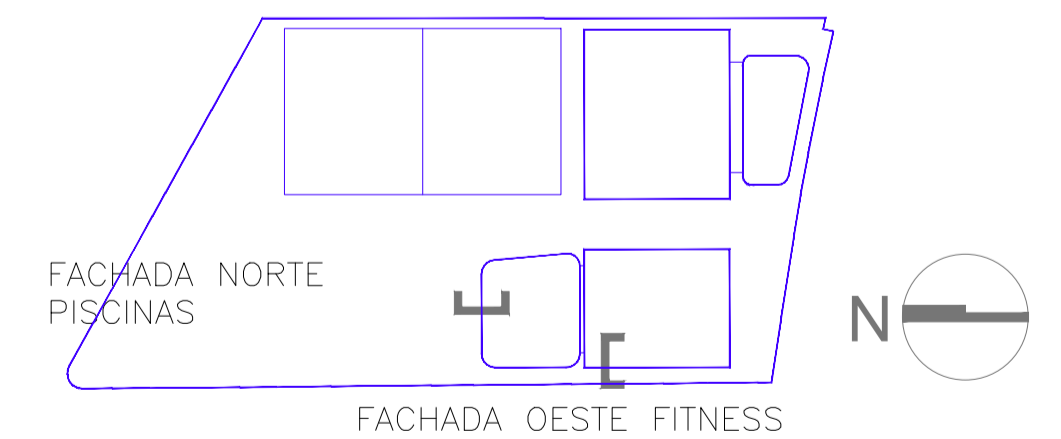 FACHADA NORTE
PISCINAS
N
FACHADA OESTE FITNESS